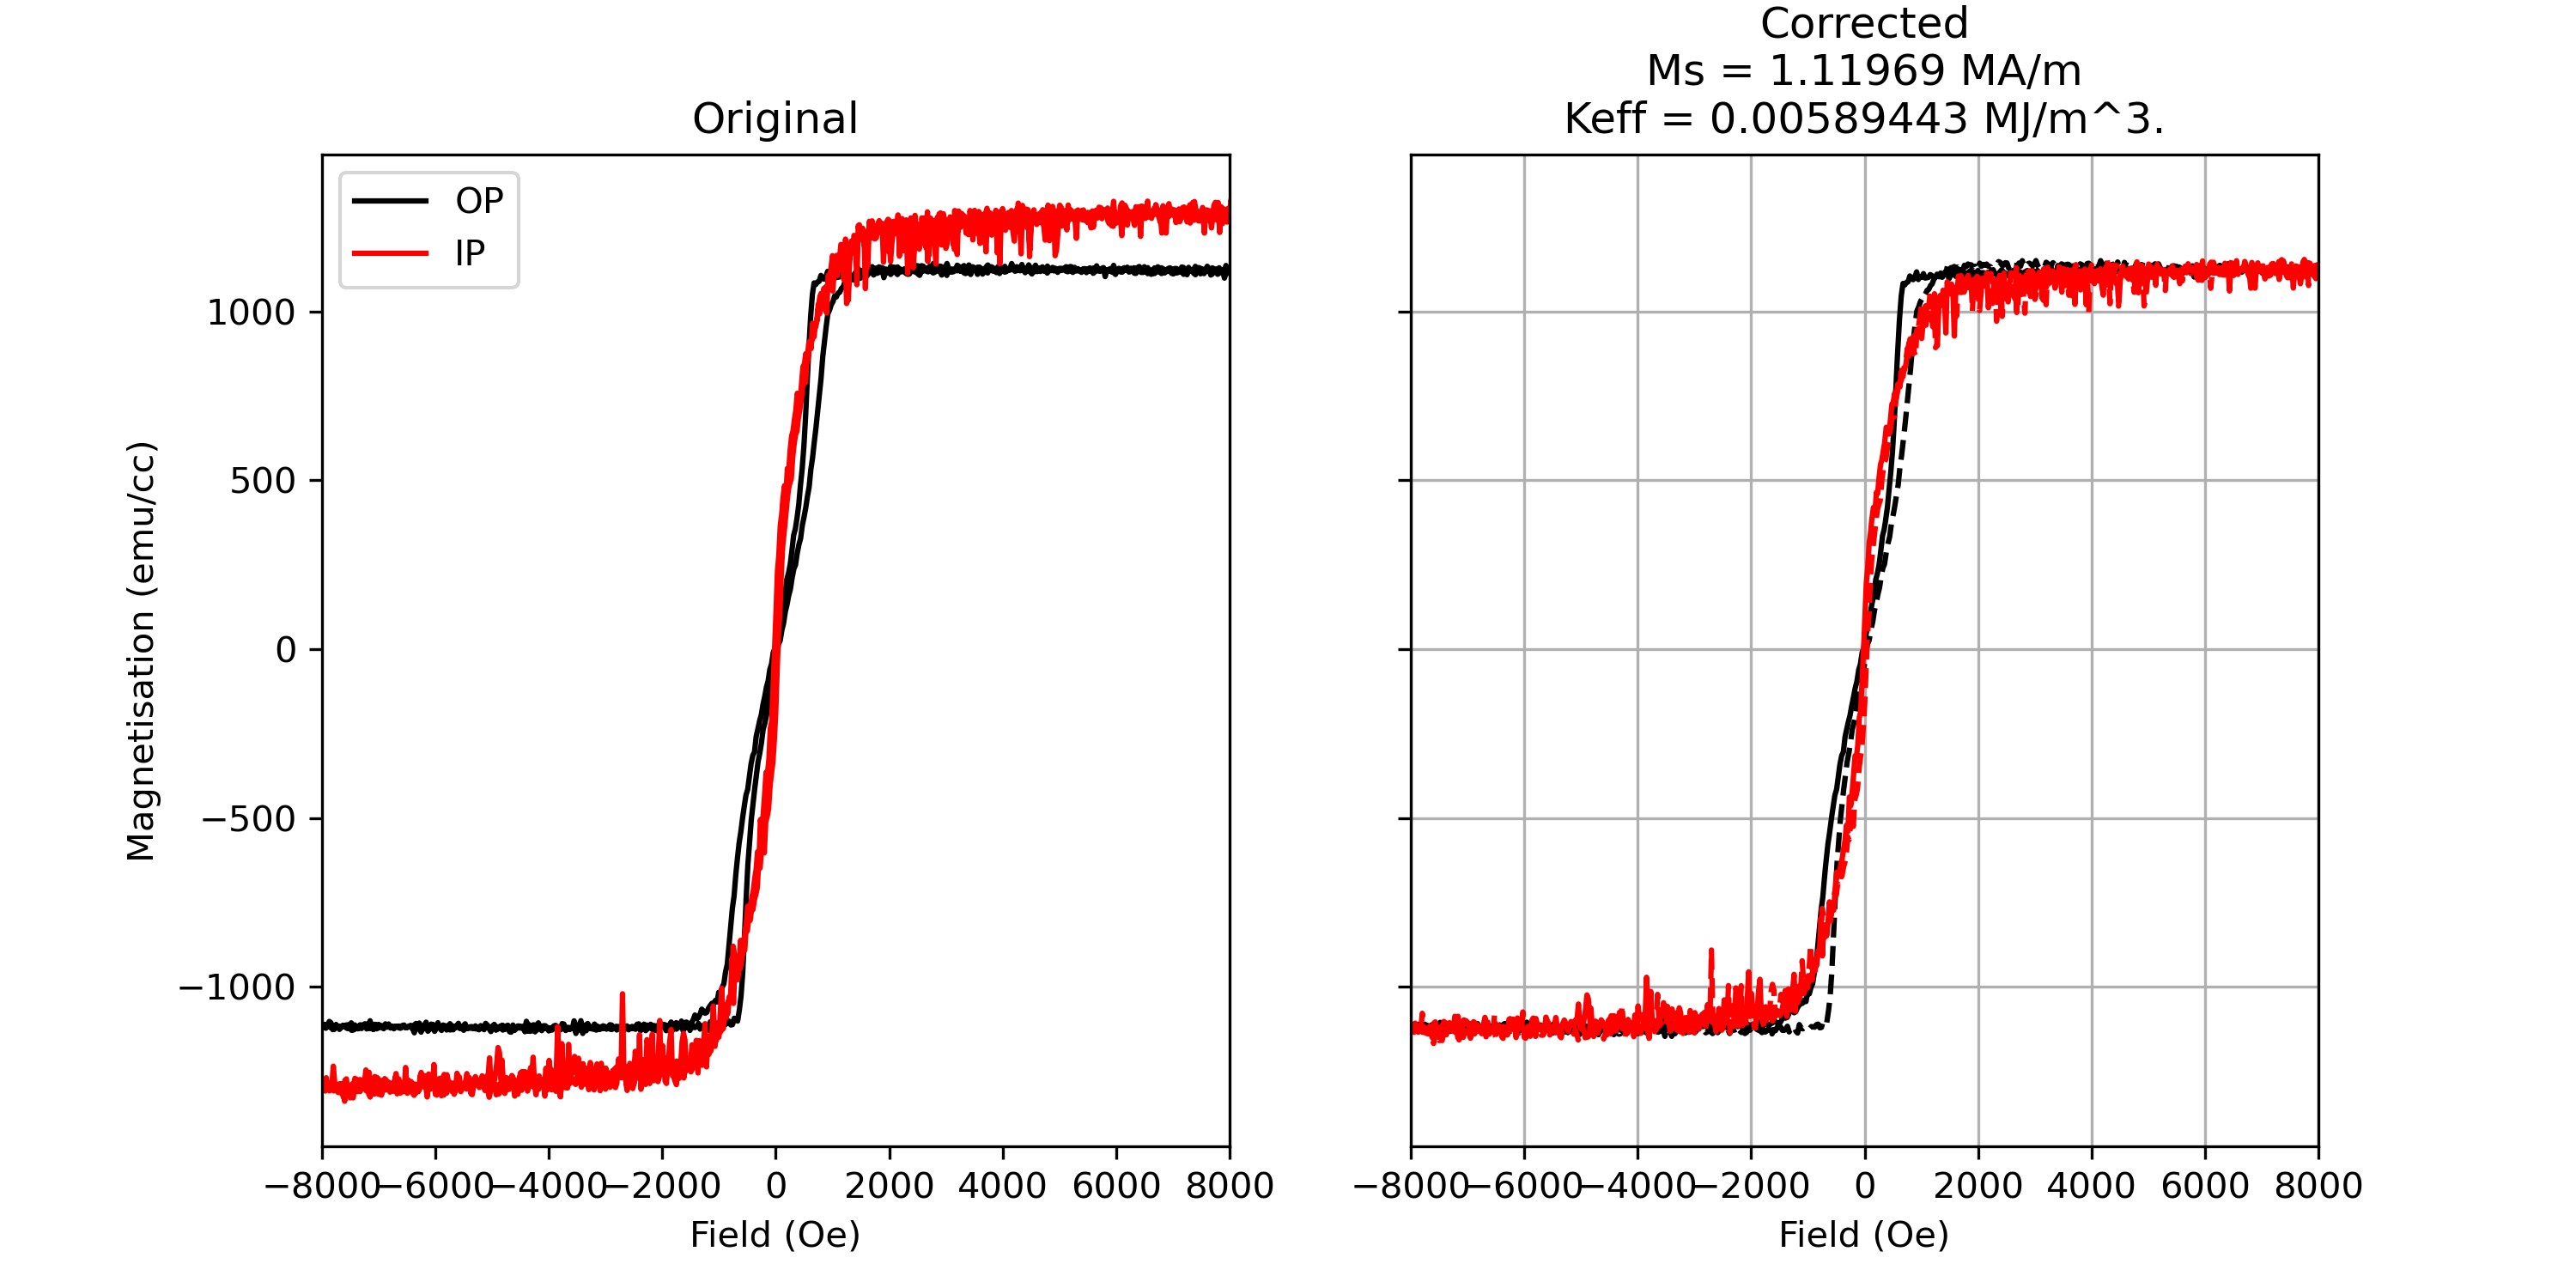 Original
OP
IP
1000
500
0
−500
−1000
Magnetisation (emu/cc)
−8000 −6000 −4000 −2000 0 2000 4000 6000 8000
Field (Oe)
Corrected
Ms = 1.11969 MA/m
Keff = 0.00589443 MJ/m^3.
−8000 −6000 −4000 −2000 0 2000 4000 6000 8000
Field (Oe)